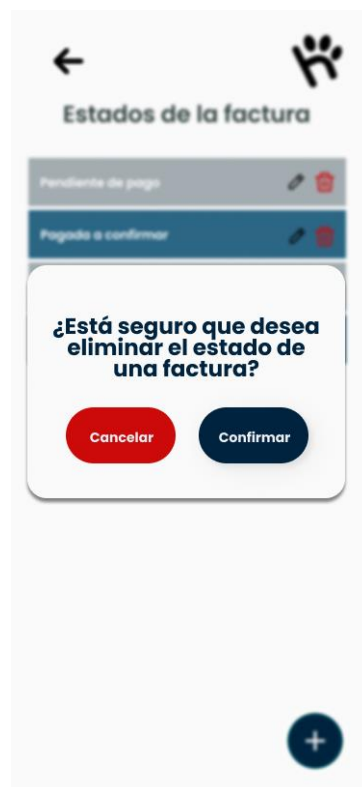 Estados de la factura
Pendiente de pago
Pagada a confirmar
¿Está seguro que desea
eliminar el estado de
una factura?
Cancelar
Confirmar